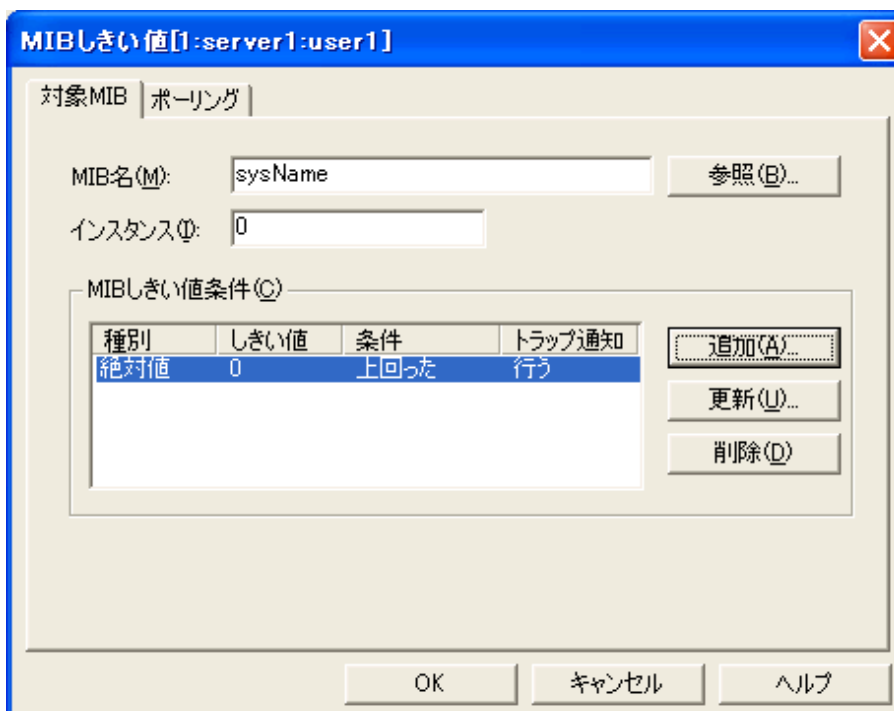 MIBしきい値[1:server1:user1]
対象MIB ポーリング
MIB名(M): sysName 参照(B)...
インスタンス(I): 0
MIBしきい値条件(C)
種別 しきい値 条件 トラップ通知 追加(A)...
絶対値 0 上回った 行う
更新(U)...
削除(D)
OK キャンセル ヘルプ